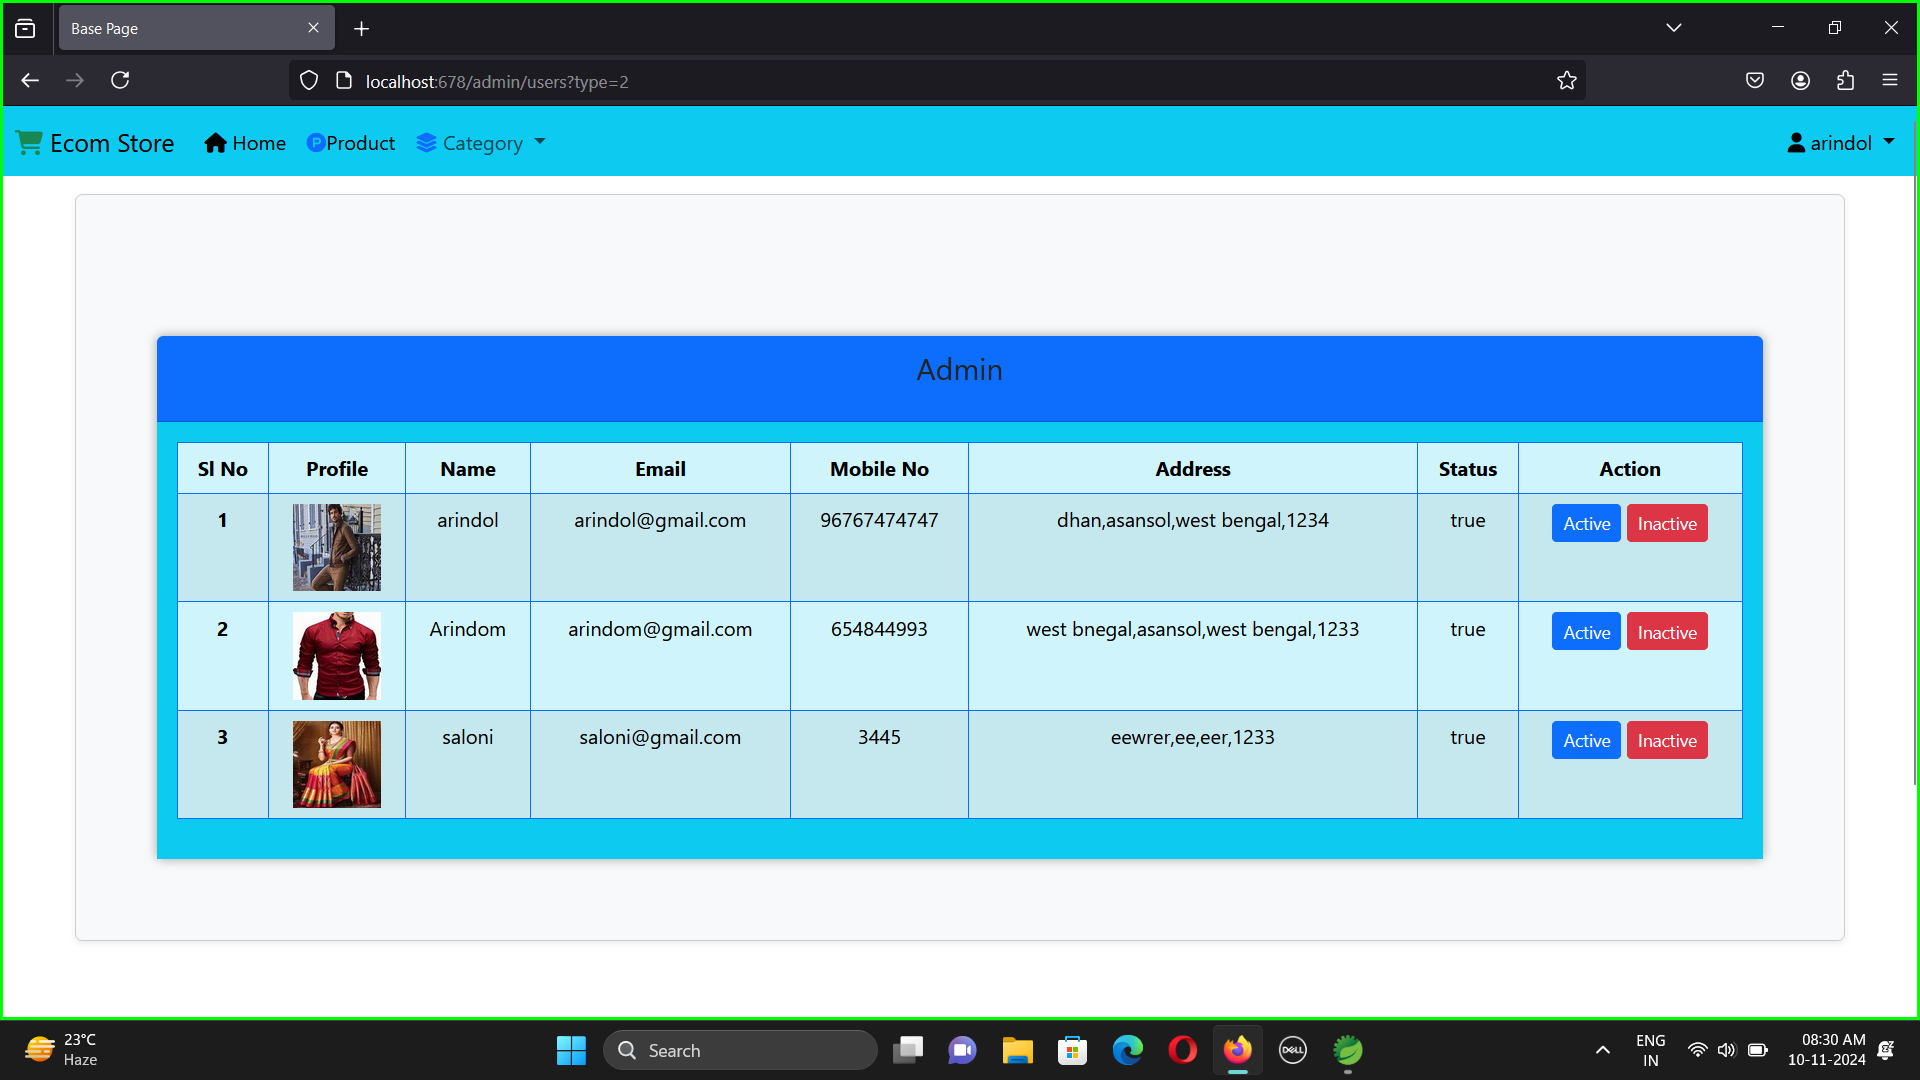 Base Page
localhost:678/admin/users?type=2
Ecom Store Home Product Category arindol
Admin
Sl No Profile Name Email Mobile No Address Status Action
1 arindol arindol@gmail.com 96767474747 dhan,asansol,west bengal,1234 true Active Inactive
2 Arindom arindom@gmail.com 654844993 west bnegal,asansol,west bengal,1233 true Active Inactive
3 saloni saloni@gmail.com 3445 eewrer,ee,eer,1233 true Active Inactive
23°C
Haze
Search
DELL
ENG
IN
08:30 AM
10-11-2024